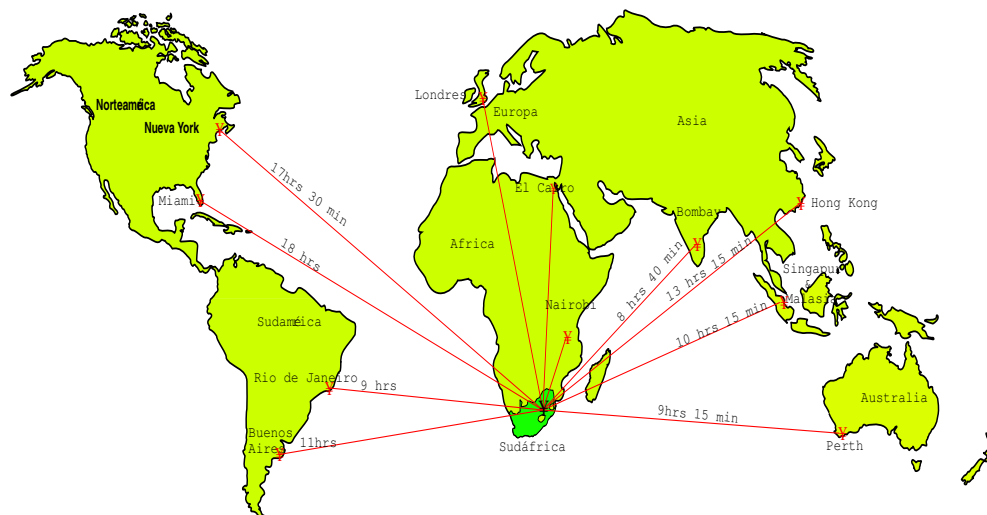 Londres
Europa
Norteaméica
Nueva York
Asia
17hrs 30 min
El Cairo
Miami
Bombay
Hong Kong
Africa
18 hrs
8 hrs 40 min
13 hrs 15 min
Singapur
&
Malasia
Nairobi
10 hrs 15 min
Sudaméica
Rio de Janeiro
9 hrs
9hrs 15 min
Australia
Buenos
Aires
11hrs
Sudáfrica
Perth